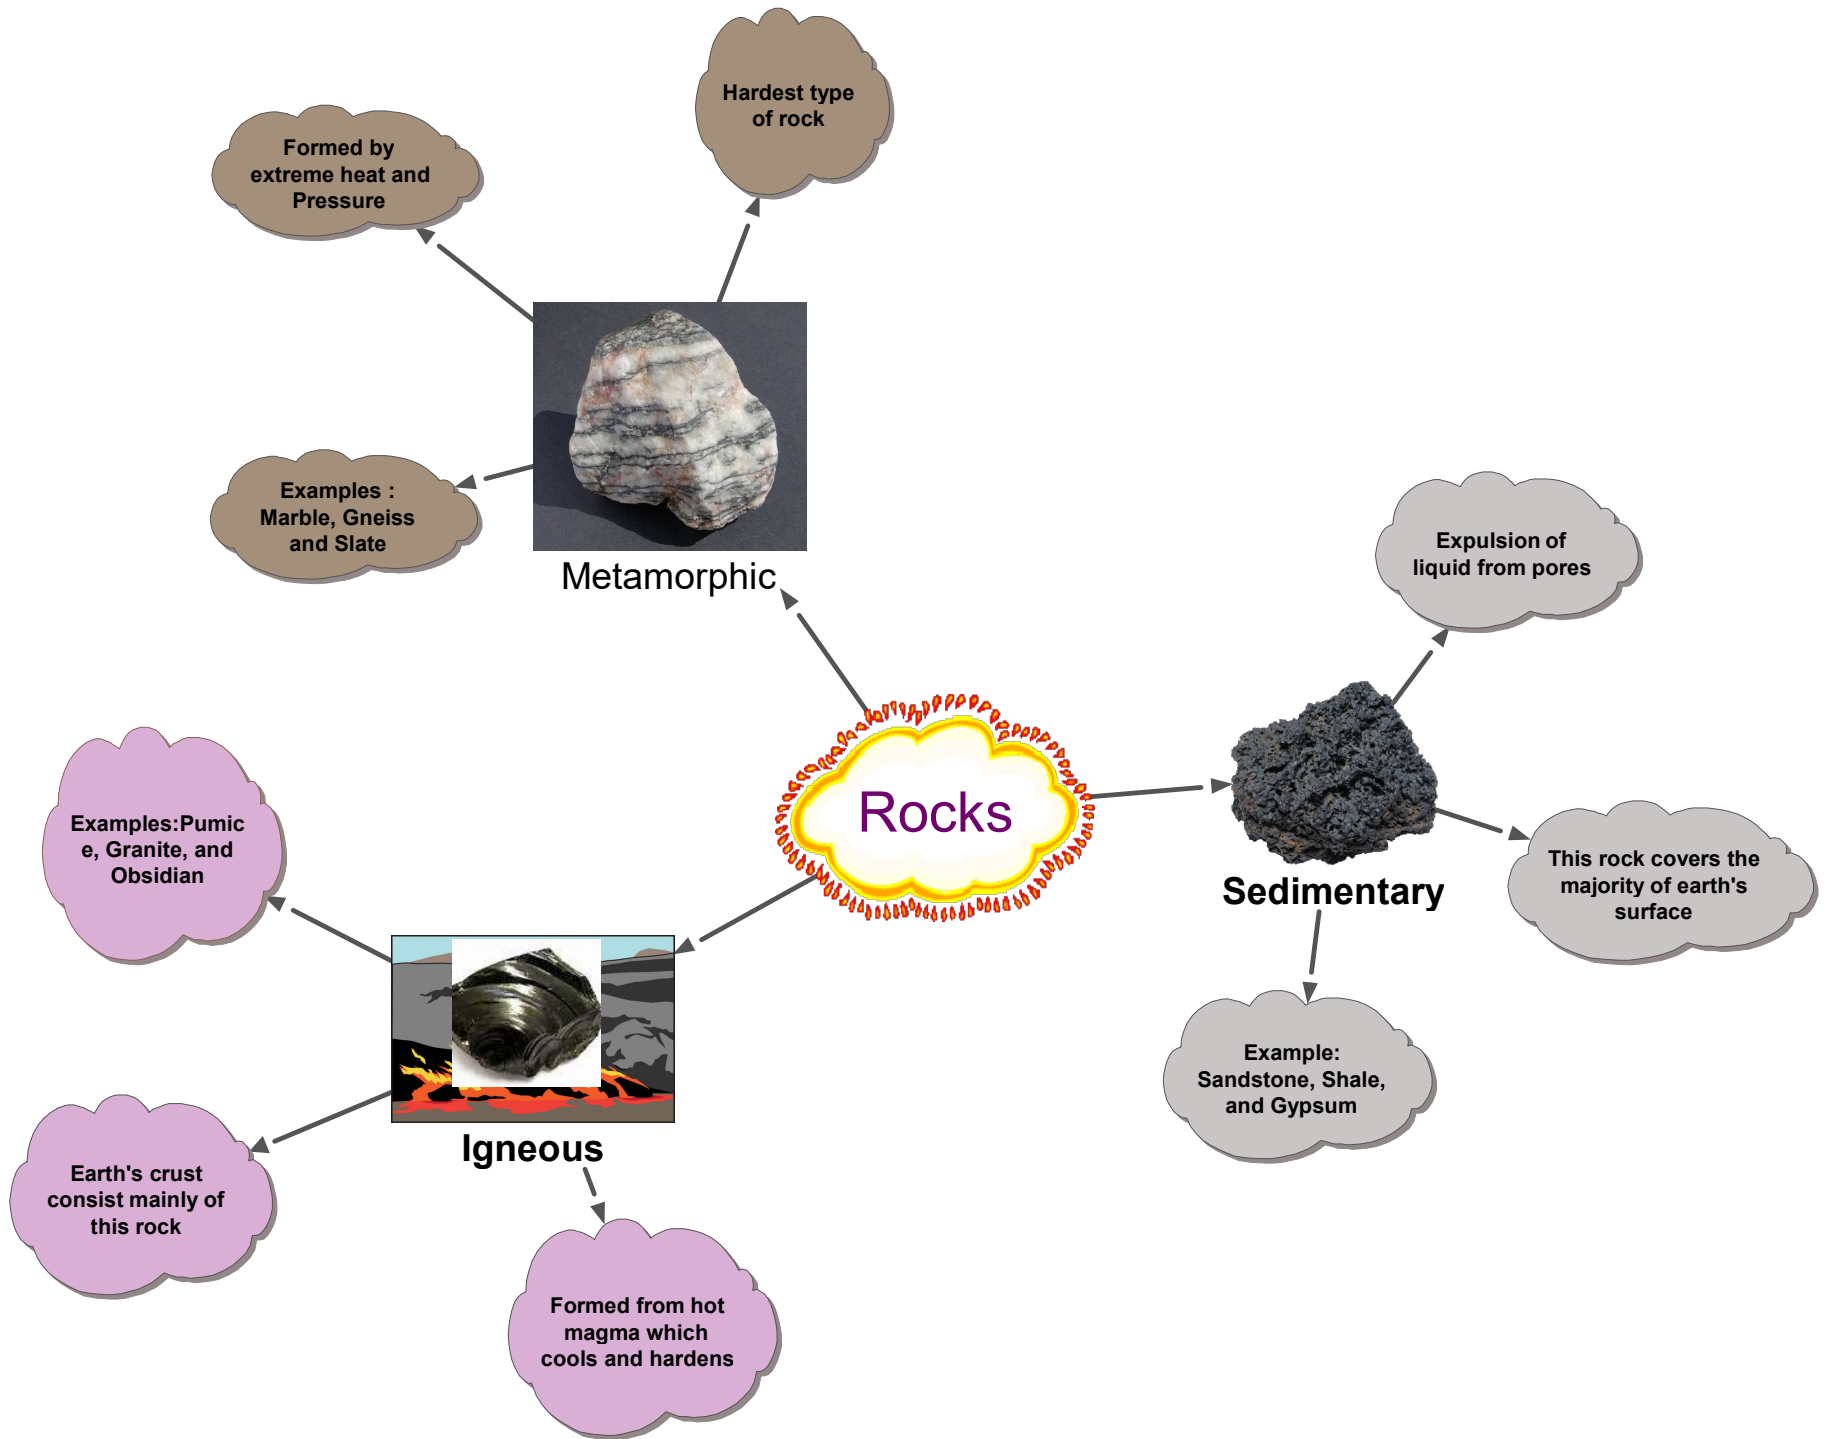 Hardest type
of rock
Formed by
extreme heat and
Pressure
Examples :
Marble, Gneiss
and Slate
Metamorphic
Expulsion of
liquid from pores
Rocks
Sedimentary
This rock covers the
majority of earth's
surface
Example:
Sandstone, Shale,
and Gypsum
Examples:Pumic
e, Granite, and
Obsidian
Igneous
Earth's crust
consist mainly of
this rock
Formed from hot
magma which
cools and hardens